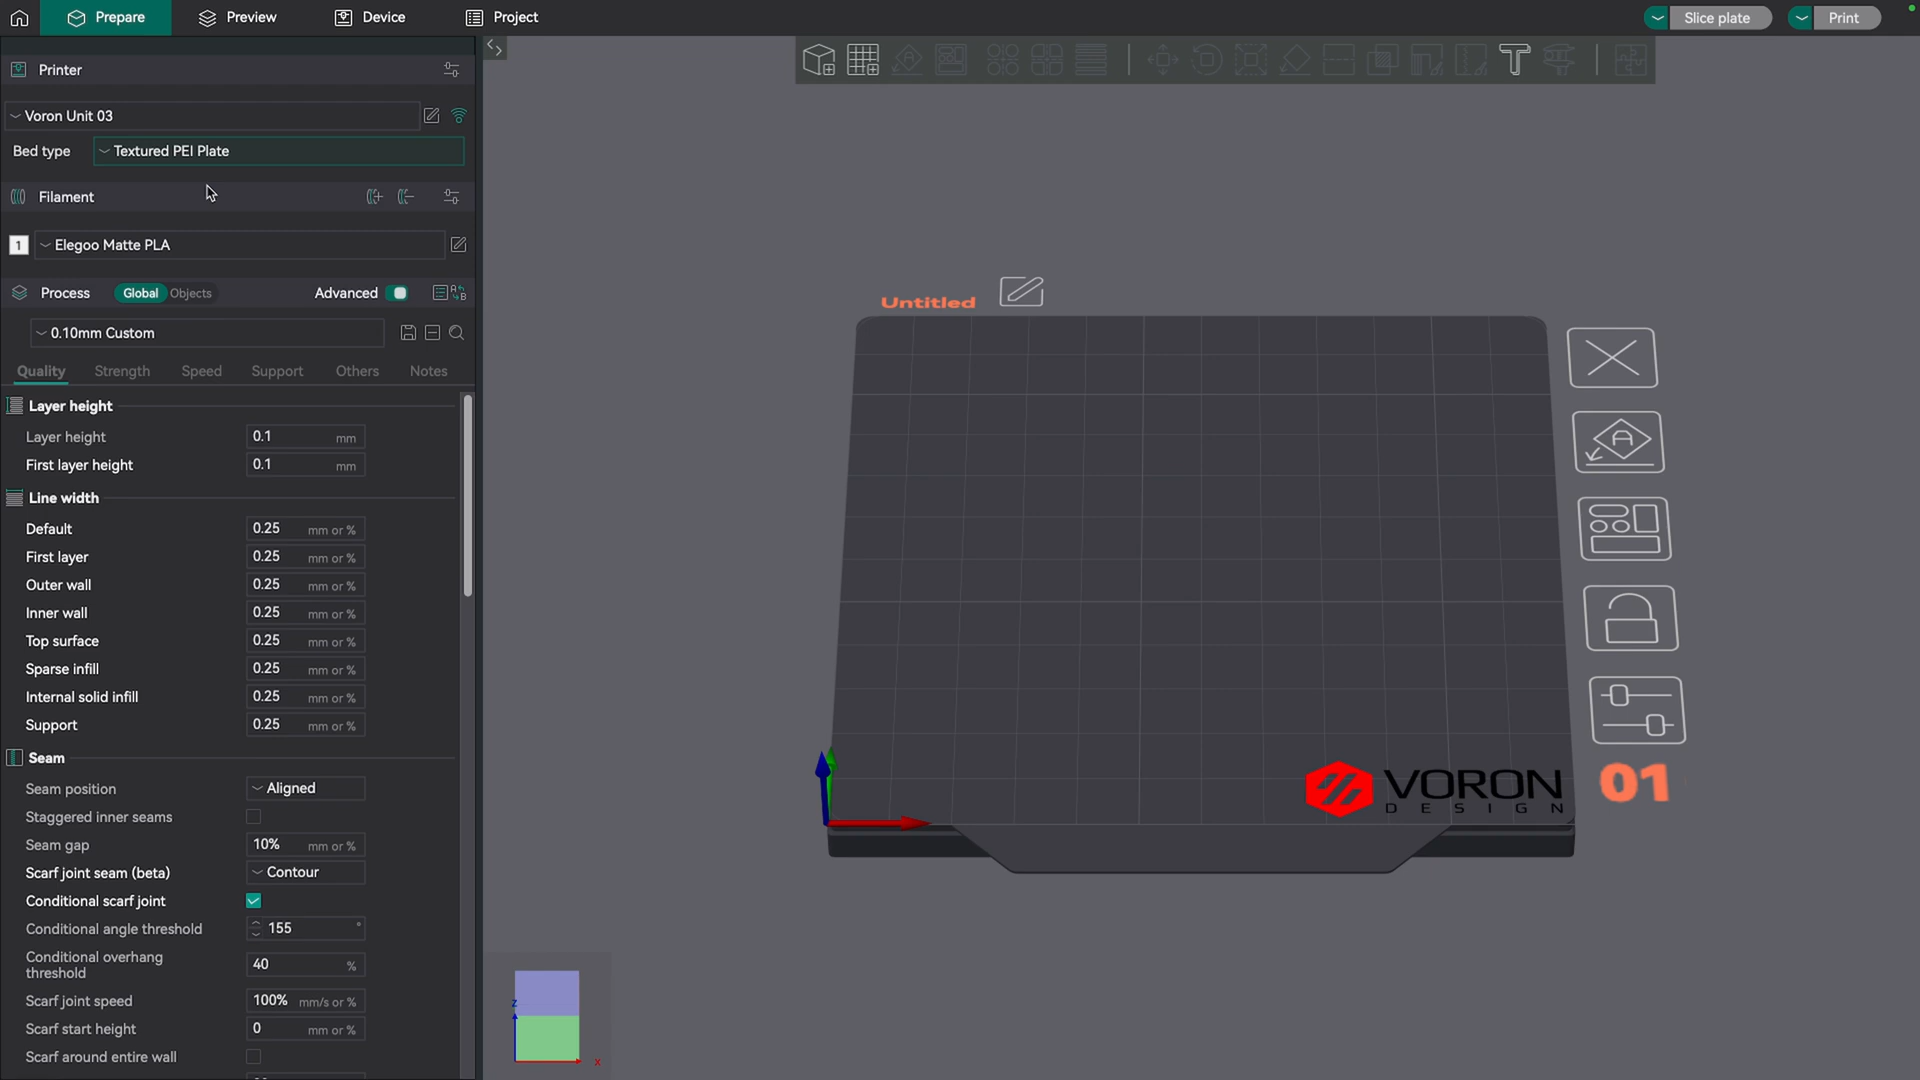 Prepare
Preview
Device
Project
Slice plate
Print
Printer
Voron Unit 03
Bed type
Textured PEI Plate
Filament
1
Elegoo Matte PLA
Process
Global
Objects
Advanced
0.10mm Custom
Quality
Strength
Speed
Support
Others
Notes
Layer height
Layer height 0.1 mm
First layer height 0.1 mm
Line width
Default 0.25 mm or %
First layer 0.25 mm or %
Outer wall 0.25 mm or %
Inner wall 0.25 mm or %
Top surface 0.25 mm or %
Sparse infill 0.25 mm or %
Internal solid infill 0.25 mm or %
Support 0.25 mm or %
Seam
Seam position Aligned
Staggered inner seams
Seam gap 10% mm or %
Scarf joint seam (beta) Contour
Conditional scarf joint
Conditional angle threshold 155 °
Conditional overhang
threshold
40 %
Scarf joint speed 100% mm/s or %
Scarf start height 0 mm or %
Scarf around entire wall
Untitled
A
VORON
DESIGN
01
z
x